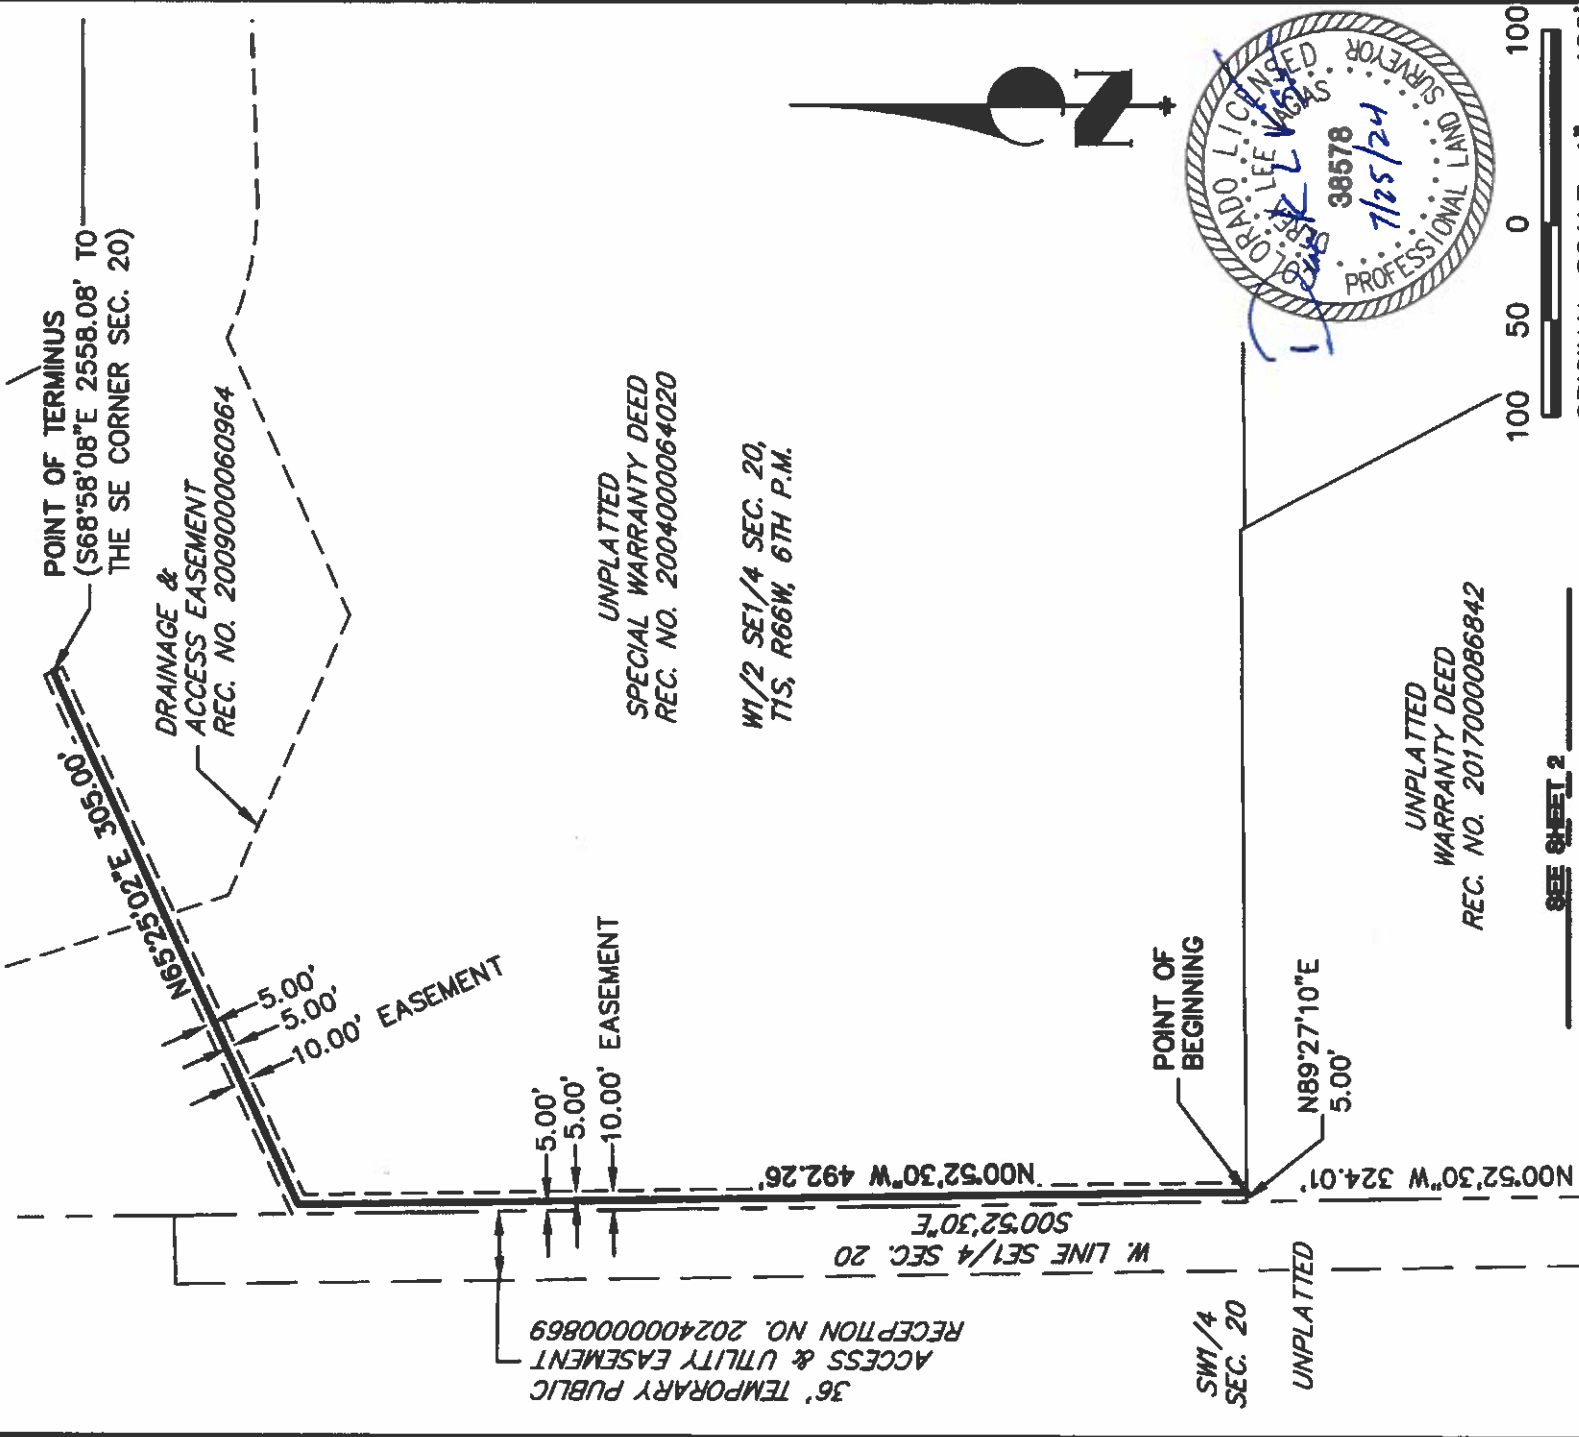 POINT OF TERMINUS
(S68°58'08"E 2558.08' TO
THE SE CORNER SEC. 20)
DRAINAGE &
ACCESS EASEMENT
REC. NO. 2009000060964
N65°25'02"E 305.00'
5.00'
5.00'
10.00' EASEMENT
UNPLATTED
SPECIAL WARRANTY DEED
REC. NO. 2004000064020
W1/2 SE1/4 SEC. 20,
T1S, R66W, 6TH P.M.
5.00'
5.00'
10.00' EASEMENT
N00°52'30"W 492.26'
S00°52'30"E
W. LINE SE1/4 SEC. 20
36' TEMPORARY PUBLIC
ACCESS & UTILITY EASEMENT
RECEPTION NO. 2024000000869
POINT OF
BEGINNING
N89°27'10"E
5.00'
N00°52'30"W 324.01'
SW1/4
SEC. 20
UNPLATTED
UNPLATTED
WARRANTY DEED
REC. NO. 2017000086842
SEE SHEET 2
N
COLORADO LICENSED
DEREK LEE VAGIAS
38578
7/25/24
PROFESSIONAL LAND SURVEYOR
100 50 0 100